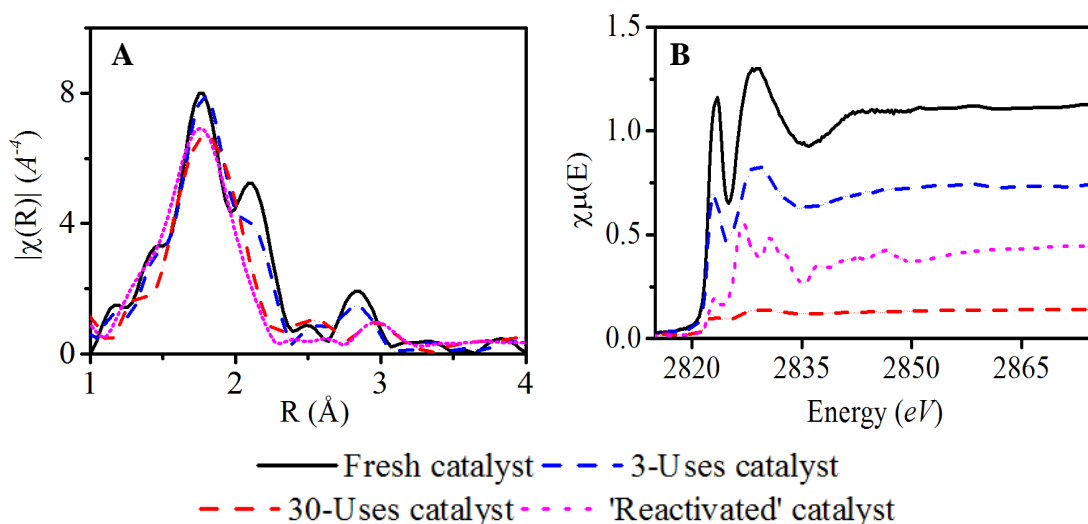 A
|χ(R)| (A⁻⁴)
8
4
0
1
2
3
4
R (Å)
B
χμ(E)
1.5
1.0
0.5
0.0
2820
2835
2850
2865
Energy (eV)
Fresh catalyst
3-Uses catalyst
30-Uses catalyst
'Reactivated' catalyst